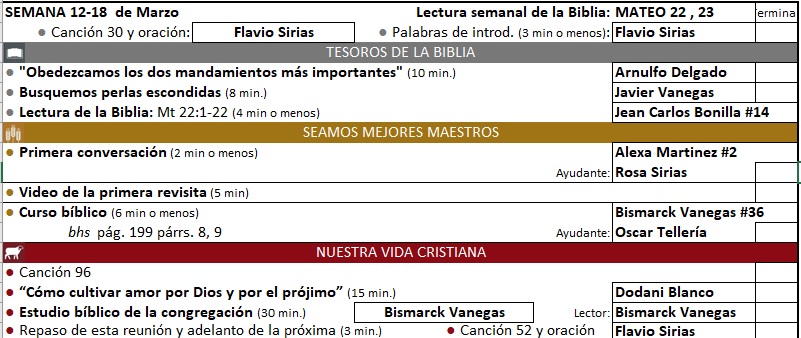 SEMANA 12-18 de Marzo Lectura semanal de la Biblia: MATEO 22 , 23 Termina
● Canción 30 y oración: Flavio Sirias ● Palabras de introd. (3 min o menos): Flavio Sirias
TESOROS DE LA BIBLIA
● "Obedezcamos los dos mandamientos más importantes" (10 min.) Arnulfo Delgado
● Busquemos perlas escondidas (8 min.) Javier Vanegas
● Lectura de la Biblia: Mt 22:1-22 (4 min o menos) Jean Carlos Bonilla #14
SEAMOS MEJORES MAESTROS
● Primera conversación (2 min o menos) Alexa Martinez #2
Ayudante: Rosa Sirias
● Video de la primera revisita (5 min)
● Curso bíblico (6 min o menos) Bismarck Vanegas #36
bhs pág. 199 párrs. 8, 9 Ayudante: Oscar Tellería
NUESTRA VIDA CRISTIANA
● Canción 96
● “Cómo cultivar amor por Dios y por el prójimo” (15 min.) Dodani Blanco
● Estudio bíblico de la congregación (30 min.) Bismarck Vanegas Lector: Bismarck Vanegas
● Repaso de esta reunión y adelanto de la próxima (3 min.) ● Canción 52 y oración Flavio Sirias